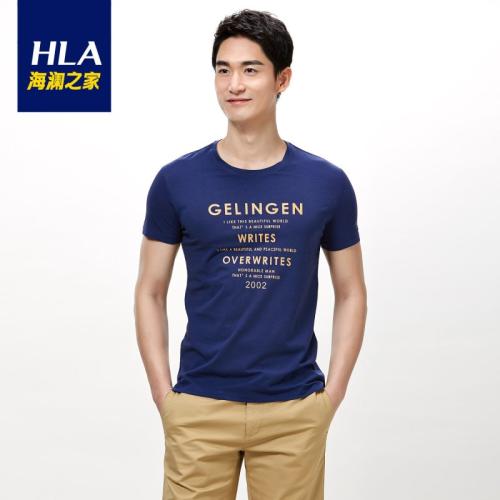 HLA
海澜之家
GELINGEN
I LIKE THIS BEAUTIFUL WORLD
THAT' S A NICE SURPRISE
WRITES
LIKE A BEAUTIFUL AND PEACEFUL WORLD
OVERWRITES
HONORABLE MAN
THAT' S A NICE SURPRISE
2002